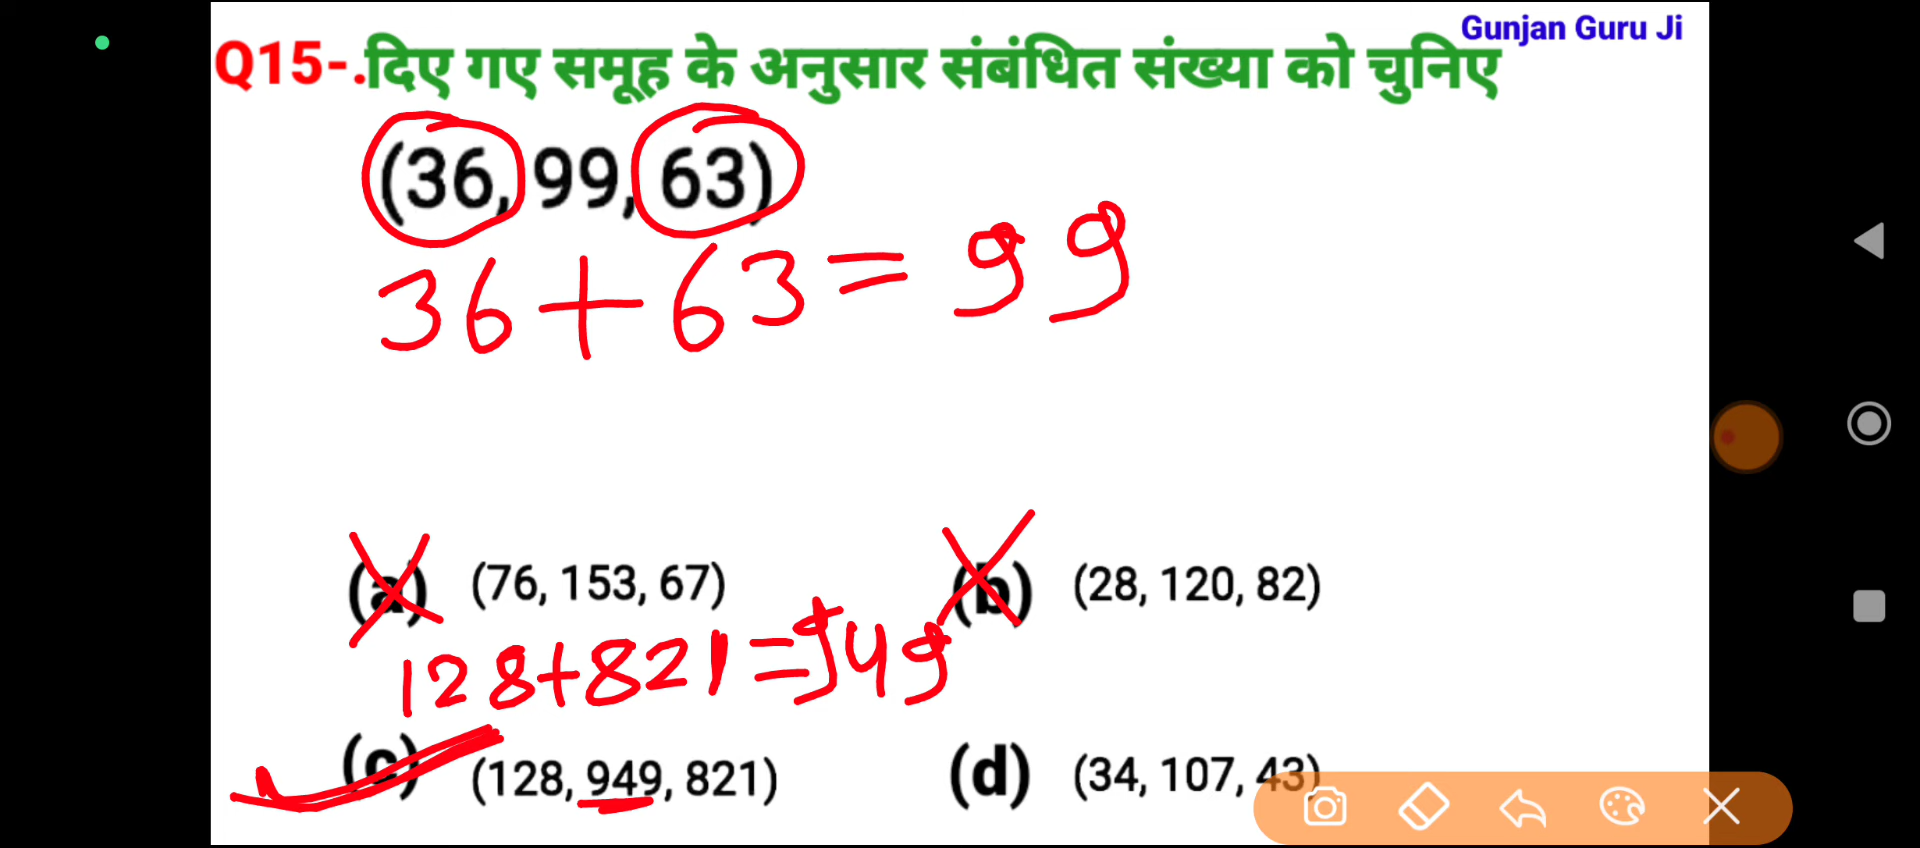 Gunjan Guru Ji
Q15-.दिए गए समूह के अनुसार संबंधित संख्या को चुनिए
(36, 99, 63)
36+63=99
(a) (76, 153, 67) (b) (28, 120, 82)
128+821=949
(c) (128, 949, 821) (d) (34, 107, 43)